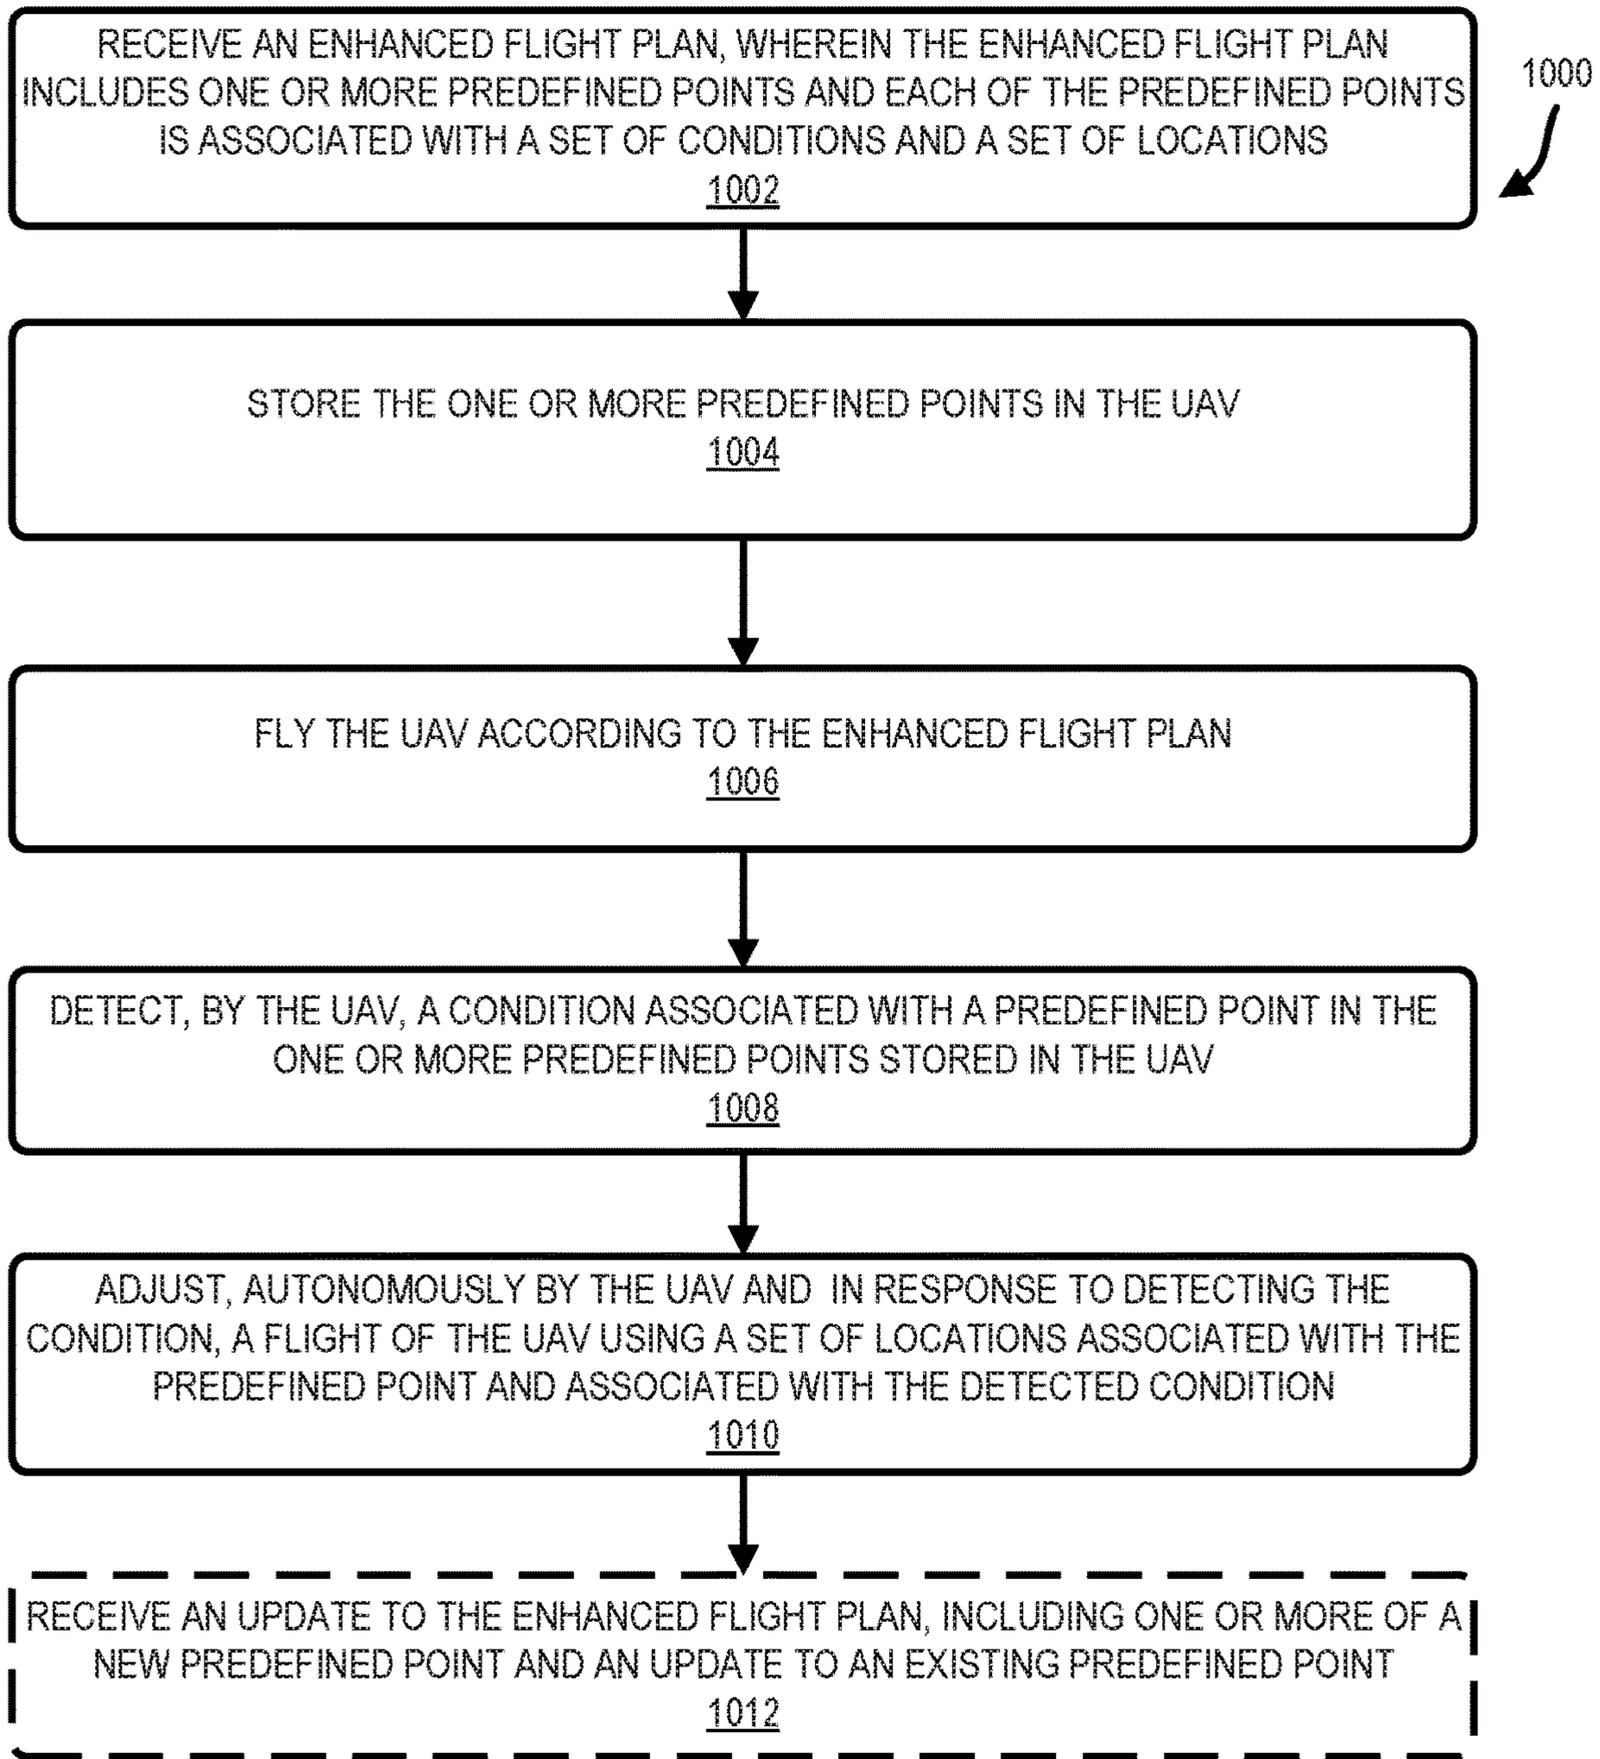 RECEIVE AN ENHANCED FLIGHT PLAN, WHEREIN THE ENHANCED FLIGHT PLAN
INCLUDES ONE OR MORE PREDEFINED POINTS AND EACH OF THE PREDEFINED POINTS
IS ASSOCIATED WITH A SET OF CONDITIONS AND A SET OF LOCATIONS
1002
1000
STORE THE ONE OR MORE PREDEFINED POINTS IN THE UAV
1004
FLY THE UAV ACCORDING TO THE ENHANCED FLIGHT PLAN
1006
DETECT, BY THE UAV, A CONDITION ASSOCIATED WITH A PREDEFINED POINT IN THE
ONE OR MORE PREDEFINED POINTS STORED IN THE UAV
1008
ADJUST, AUTONOMOUSLY BY THE UAV AND IN RESPONSE TO DETECTING THE
CONDITION, A FLIGHT OF THE UAV USING A SET OF LOCATIONS ASSOCIATED WITH THE
PREDEFINED POINT AND ASSOCIATED WITH THE DETECTED CONDITION
1010
RECEIVE AN UPDATE TO THE ENHANCED FLIGHT PLAN, INCLUDING ONE OR MORE OF A
NEW PREDEFINED POINT AND AN UPDATE TO AN EXISTING PREDEFINED POINT
1012